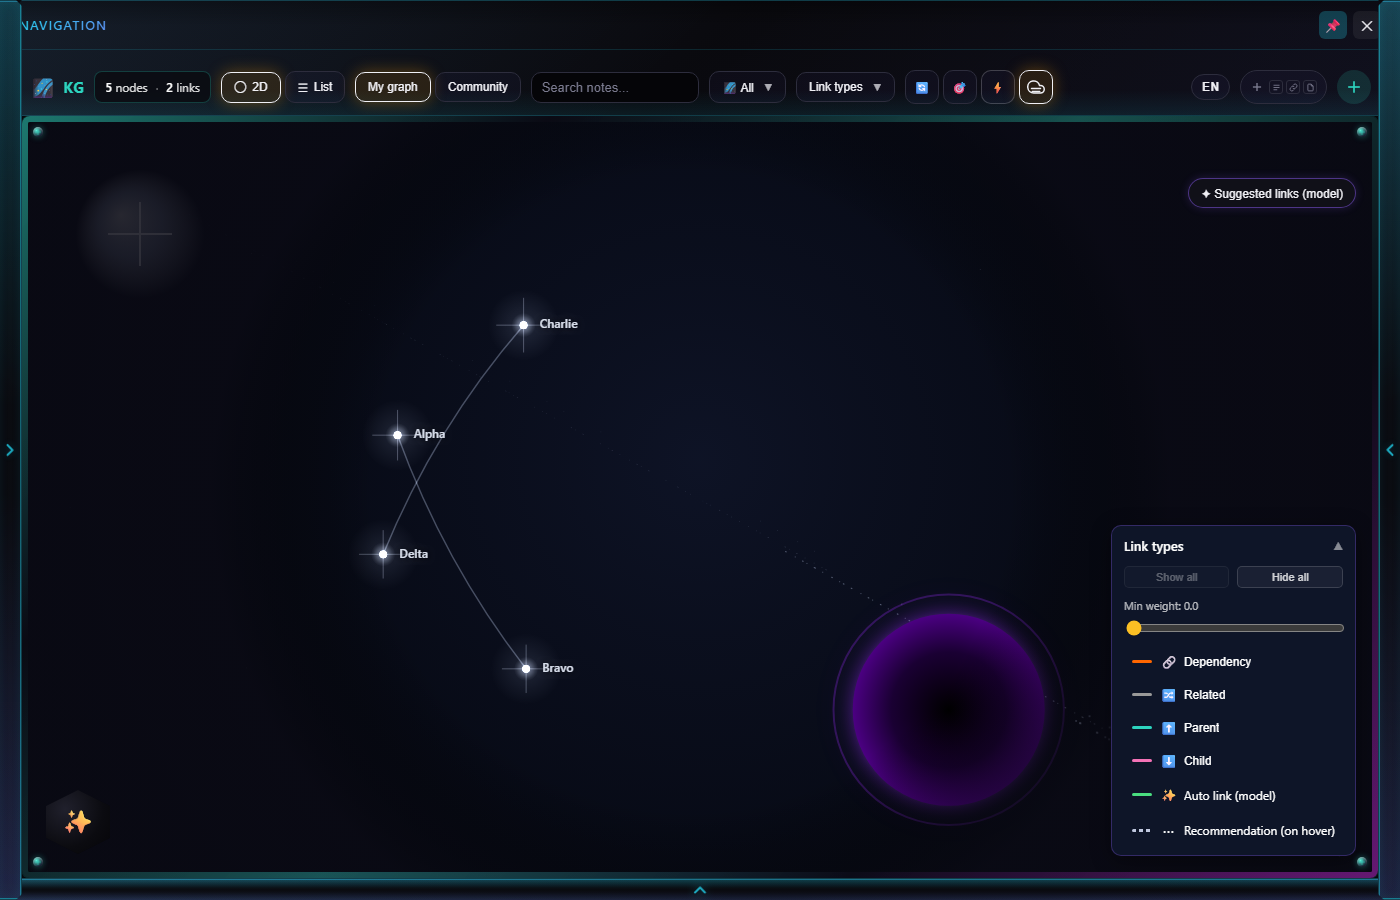 NAVIGATION
KG
5 nodes · 2 links
2D
List
My graph
Community
Search notes...
All
Link types
EN
Suggested links (model)
Charlie
Alpha
Delta
Bravo
Link types
Show all
Hide all
Min weight: 0.0
Dependency
Related
Parent
Child
Auto link (model)
Recommendation (on hover)